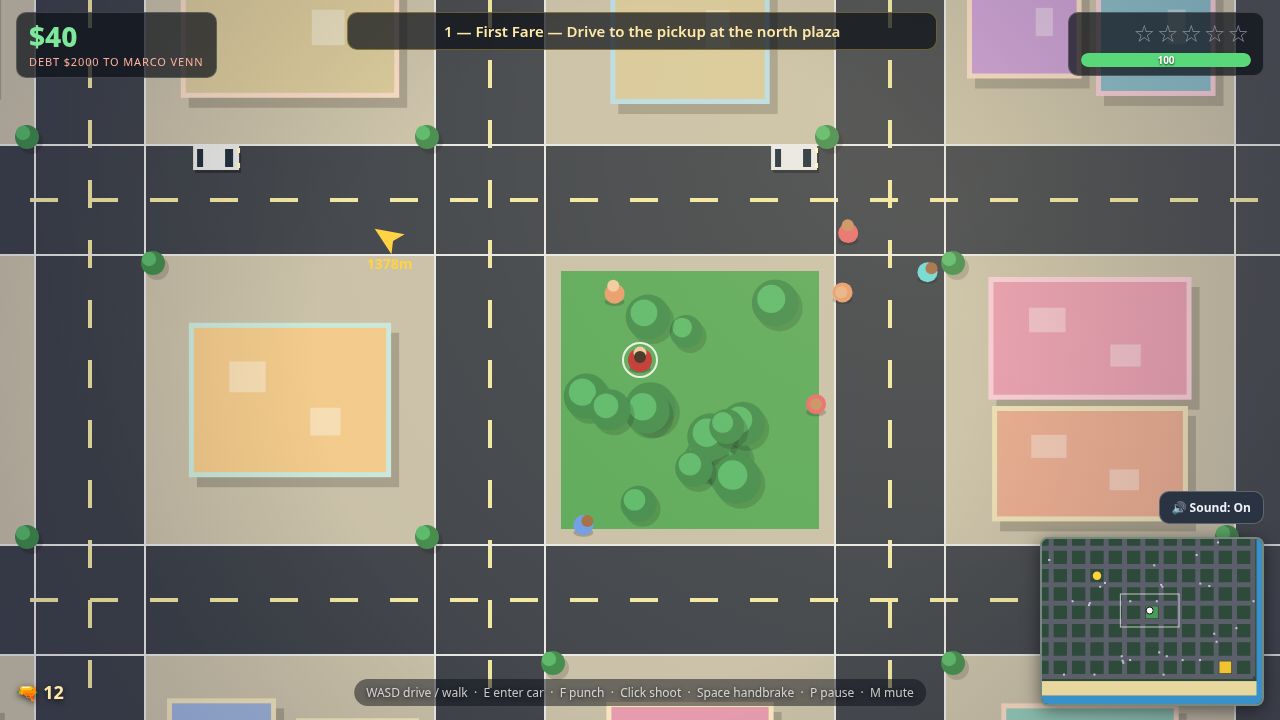 $40
DEBT $2000 TO MARCO VENN
1 — First Fare — Drive to the pickup at the north plaza
☆☆☆☆☆
100
1378m
🔊 Sound: On
🔫 12
WASD drive / walk · E enter car · F punch · Click shoot · Space handbrake · P pause · M mute